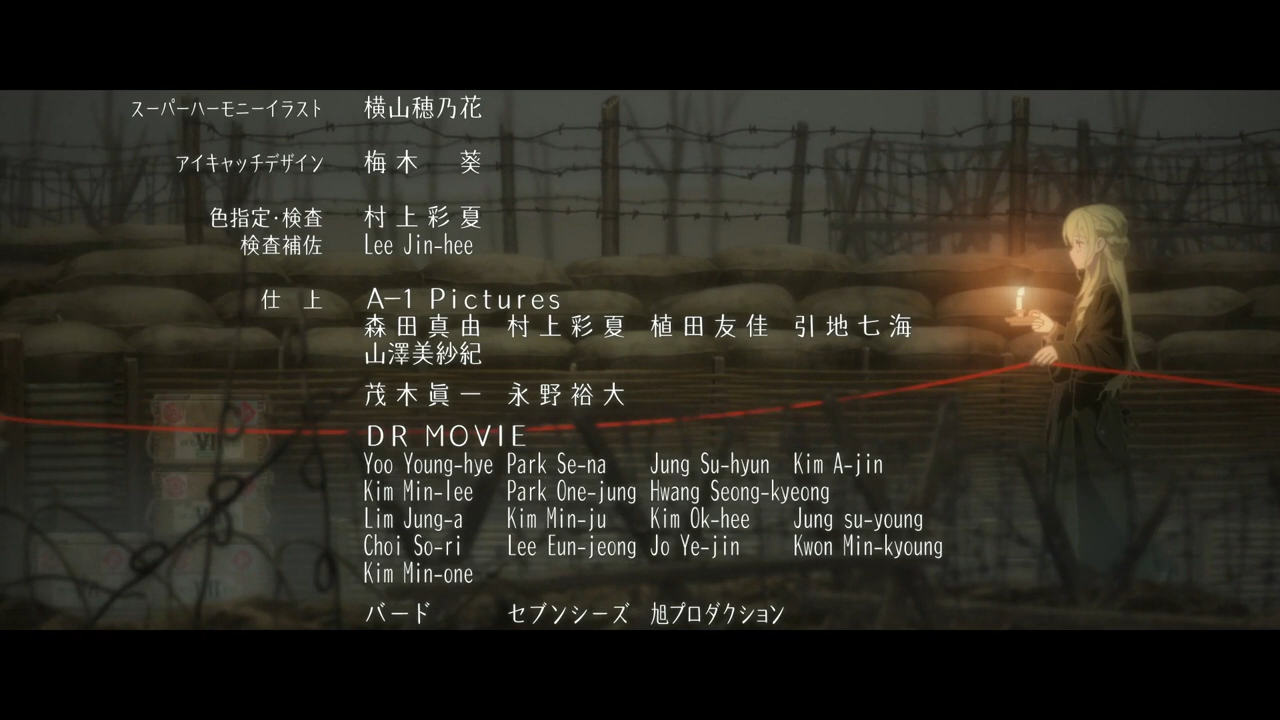 スーパーハーモニーイラスト 横山穂乃花
アイキャッチデザイン 梅木 葵
色指定・検査 村上彩夏
検査補佐 Lee Jin-hee
仕上 A-1 Pictures
森田真由 村上彩夏 植田友佳 引地七海
山澤美紗紀
茂木眞一 永野裕大
DR MOVIE
Yoo Young-hye Park Se-na Jung Su-hyun Kim A-jin
Kim Min-lee Park One-jung Hwang Seong-kyeong
Lim Jung-a Kim Min-ju Kim Ok-hee Jung su-young
Choi So-ri Lee Eun-jeong Jo Ye-jin Kwon Min-kyoung
Kim Min-one
バード セブンシーズ 旭プロダクション